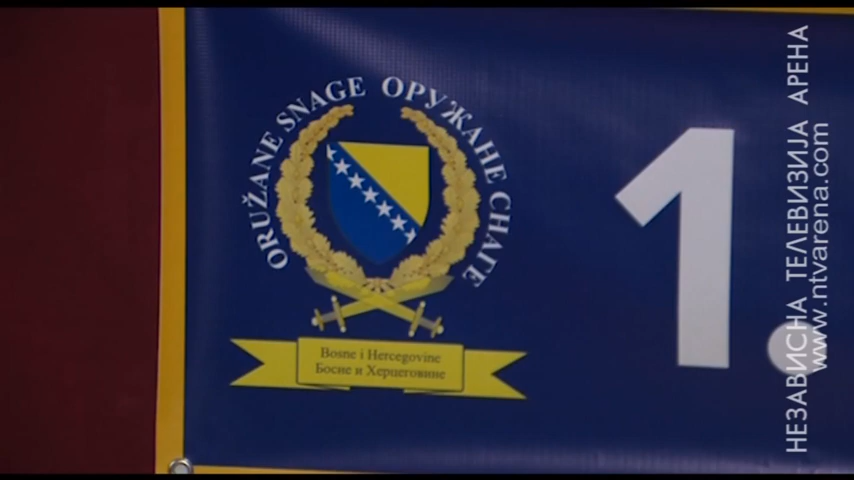 ORUŽANE SNAGE ОРУЖАНЕ СНАГЕ
Bosne i Hercegovine
Босне и Херцеговине
1.
НЕЗАВИСНА ТЕЛЕВИЗИЈА АРЕНА
www.ntvarena.com